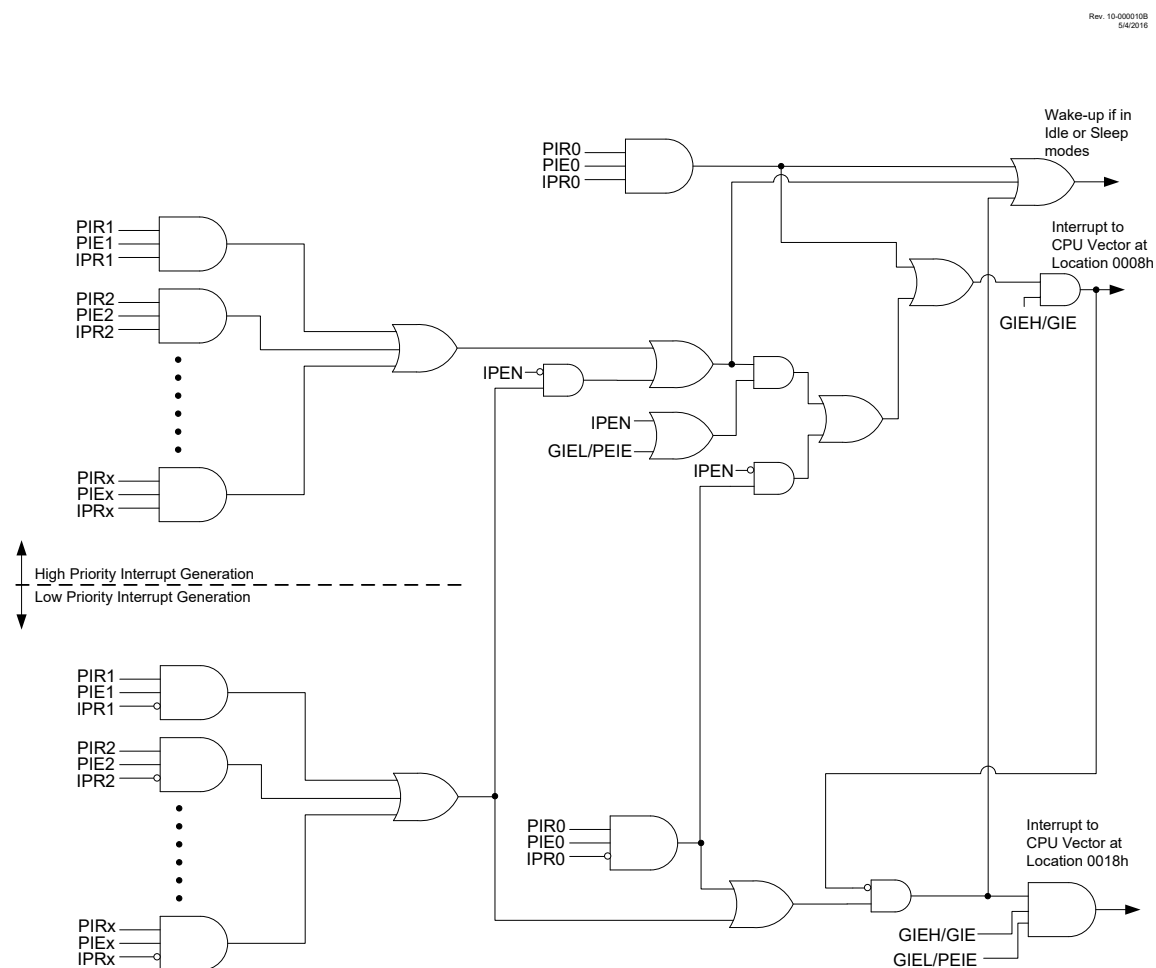 Rev. 10-000010B
5/4/2016
Wake-up if in
Idle or Sleep
modes
PIR0
PIE0
IPR0
Interrupt to
CPU Vector at
Location 0008h
GIEH/GIE
PIR1
PIE1
IPR1
PIR2
PIE2
IPR2
IPEN
IPEN
GIEL/PEIE
IPEN
PIRx
PIEx
IPRx
High Priority Interrupt Generation
Low Priority Interrupt Generation
PIR1
PIE1
IPR1
PIR2
PIE2
IPR2
PIR0
PIE0
IPR0
Interrupt to
CPU Vector at
Location 0018h
PIRx
PIEx
IPRx
GIEH/GIE
GIEL/PEIE